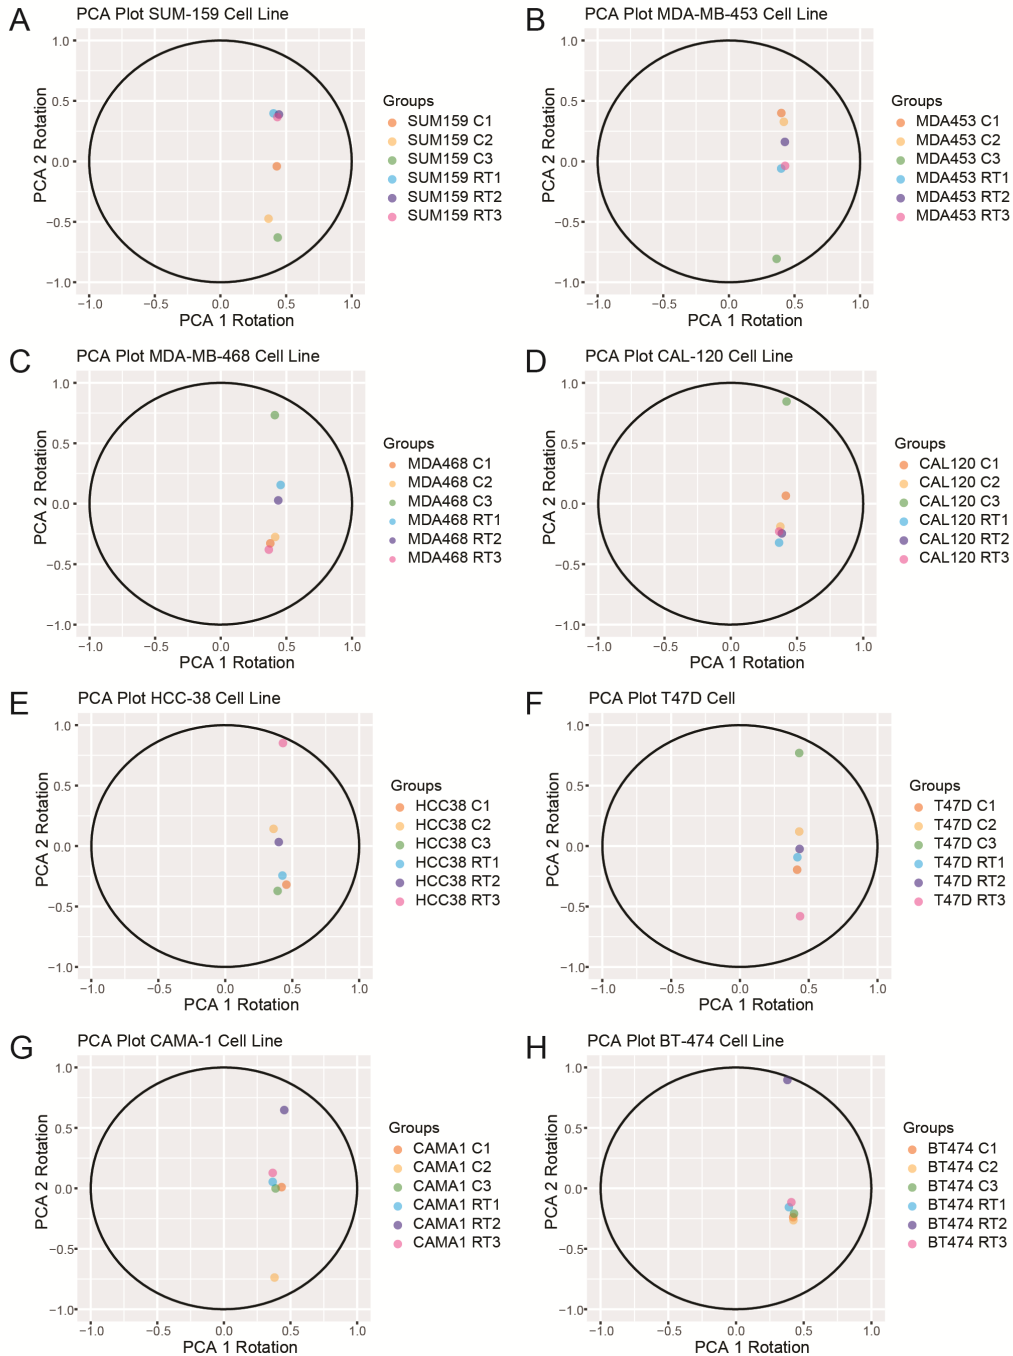 A
PCA Plot SUM-159 Cell Line
1.0
0.5
0.0
−0.5
−1.0
PCA 2 Rotation
−1.0 −0.5 0.0 0.5 1.0
PCA 1 Rotation
Groups
SUM159 C1
SUM159 C2
SUM159 C3
SUM159 RT1
SUM159 RT2
SUM159 RT3
B
PCA Plot MDA-MB-453 Cell Line
1.0
0.5
0.0
−0.5
−1.0
PCA 2 Rotation
−1.0 −0.5 0.0 0.5 1.0
PCA 1 Rotation
Groups
MDA453 C1
MDA453 C2
MDA453 C3
MDA453 RT1
MDA453 RT2
MDA453 RT3
C
PCA Plot MDA-MB-468 Cell Line
1.0
0.5
0.0
−0.5
−1.0
PCA 2 Rotation
−1.0 −0.5 0.0 0.5 1.0
PCA 1 Rotation
Groups
MDA468 C1
MDA468 C2
MDA468 C3
MDA468 RT1
MDA468 RT2
MDA468 RT3
D
PCA Plot CAL-120 Cell Line
1.0
0.5
0.0
−0.5
−1.0
PCA 2 Rotation
−1.0 −0.5 0.0 0.5 1.0
PCA 1 Rotation
Groups
CAL120 C1
CAL120 C2
CAL120 C3
CAL120 RT1
CAL120 RT2
CAL120 RT3
E
PCA Plot HCC-38 Cell Line
1.0
0.5
0.0
−0.5
−1.0
PCA 2 Rotation
−1.0 −0.5 0.0 0.5 1.0
PCA 1 Rotation
Groups
HCC38 C1
HCC38 C2
HCC38 C3
HCC38 RT1
HCC38 RT2
HCC38 RT3
F
PCA Plot T47D Cell
1.0
0.5
0.0
−0.5
−1.0
PCA 2 Rotation
−1.0 −0.5 0.0 0.5 1.0
PCA 1 Rotation
Groups
T47D C1
T47D C2
T47D C3
T47D RT1
T47D RT2
T47D RT3
G
PCA Plot CAMA-1 Cell Line
1.0
0.5
0.0
−0.5
−1.0
PCA 2 Rotation
−1.0 −0.5 0.0 0.5 1.0
PCA 1 Rotation
Groups
CAMA1 C1
CAMA1 C2
CAMA1 C3
CAMA1 RT1
CAMA1 RT2
CAMA1 RT3
H
PCA Plot BT-474 Cell Line
1.0
0.5
0.0
−0.5
−1.0
PCA 2 Rotation
−1.0 −0.5 0.0 0.5 1.0
PCA 1 Rotation
Groups
BT474 C1
BT474 C2
BT474 C3
BT474 RT1
BT474 RT2
BT474 RT3